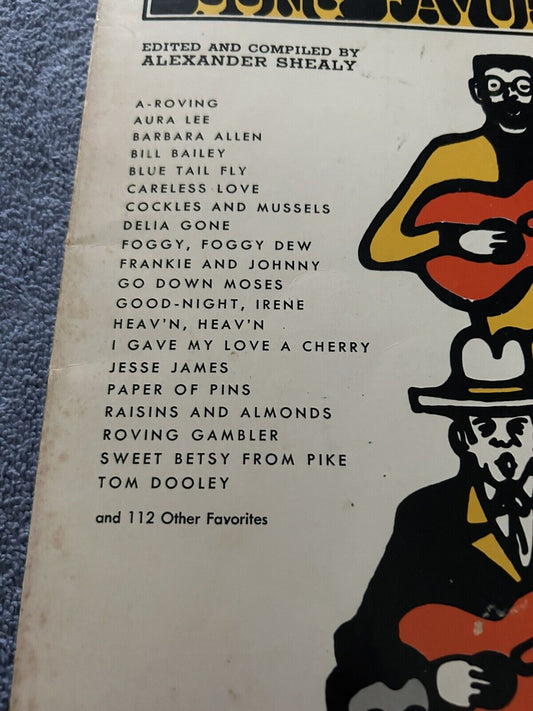 EDITED AND COMPILED BY
ALEXANDER SHEALY
A-ROVING
AURA LEE
BARBARA ALLEN
BILL BAILEY
BLUE TAIL FLY
CARELESS LOVE
COCKLES AND MUSSELS
DELIA GONE
FOGGY, FOGGY DEW
FRANKIE AND JOHNNY
GO DOWN MOSES
GOOD-NIGHT, IRENE
HEAV'N, HEAV'N
I GAVE MY LOVE A CHERRY
JESSE JAMES
PAPER OF PINS
RAISINS AND ALMONDS
ROVING GAMBLER
SWEET BETSY FROM PIKE
TOM DOOLEY
and 112 Other Favorites